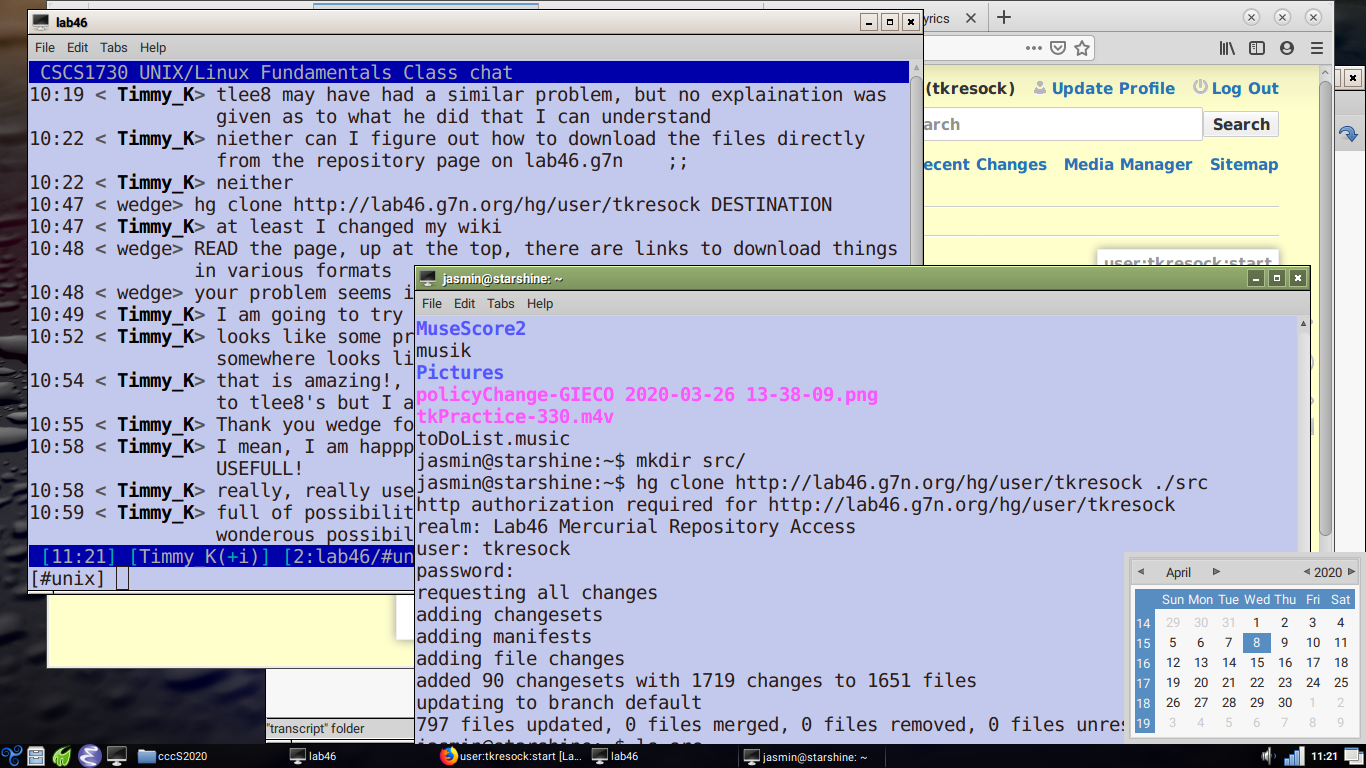 lab46
File Edit Tabs Help
CSCS1730 UNIX/Linux Fundamentals Class chat
10:19 < Timmy_K> tlee8 may have had a similar problem, but no explaination was
given as to what he did that I can understand
10:22 < Timmy_K> niether can I figure out how to download the files directly
from the repository page on lab46.g7n ;;
10:22 < Timmy_K> neither
10:47 < wedge> hg clone http://lab46.g7n.org/hg/user/tkresock DESTINATION
10:47 < Timmy_K> at least I changed my wiki
10:48 < wedge> READ the page, up at the top, there are links to download things
in various formats
10:48 < wedge> your problem seems i
10:49 < Timmy_K> I am going to try
10:52 < Timmy_K> looks like some pr
somewhere looks li
10:54 < Timmy_K> that is amazing!,
to tlee8's but I a
10:55 < Timmy_K> Thank you wedge fo
10:58 < Timmy_K> I mean, I am happp
USEFULL!
10:58 < Timmy_K> really, really use
10:59 < Timmy_K> full of possibilit
wonderous possibil
[11:21] [Timmy_K(+i)] [2:lab46/#un
[#unix]
yrics
(tkresock) Update Profile Log Out
arch Search
ecent Changes Media Manager Sitemap
user:tkresock:start
jasmin@starshine: ~
File Edit Tabs Help
MuseScore2
musik
Pictures
policyChange-GIECO 2020-03-26 13-38-09.png
tkPractice-330.m4v
toDoList.music
jasmin@starshine:~$ mkdir src/
jasmin@starshine:~$ hg clone http://lab46.g7n.org/hg/user/tkresock ./src
http authorization required for http://lab46.g7n.org/hg/user/tkresock
realm: Lab46 Mercurial Repository Access
user: tkresock
password:
requesting all changes
adding changesets
adding manifests
adding file changes
added 90 changesets with 1719 changes to 1651 files
updating to branch default
797 files updated, 0 files merged, 0 files removed, 0 files unres
jasmin@starshine:~$ ls src
"transcript" folder
April 2020
Sun Mon Tue Wed Thu Fri Sat
14 29 30 31 1 2 3 4
15 5 6 7 8 9 10 11
16 12 13 14 15 16 17 18
17 19 20 21 22 23 24 25
18 26 27 28 29 30 1 2
19 3 4 5 6 7 8 9
cccS2020 lab46 user:tkresock:start [La... lab46 jasmin@starshine: ~ 11:21